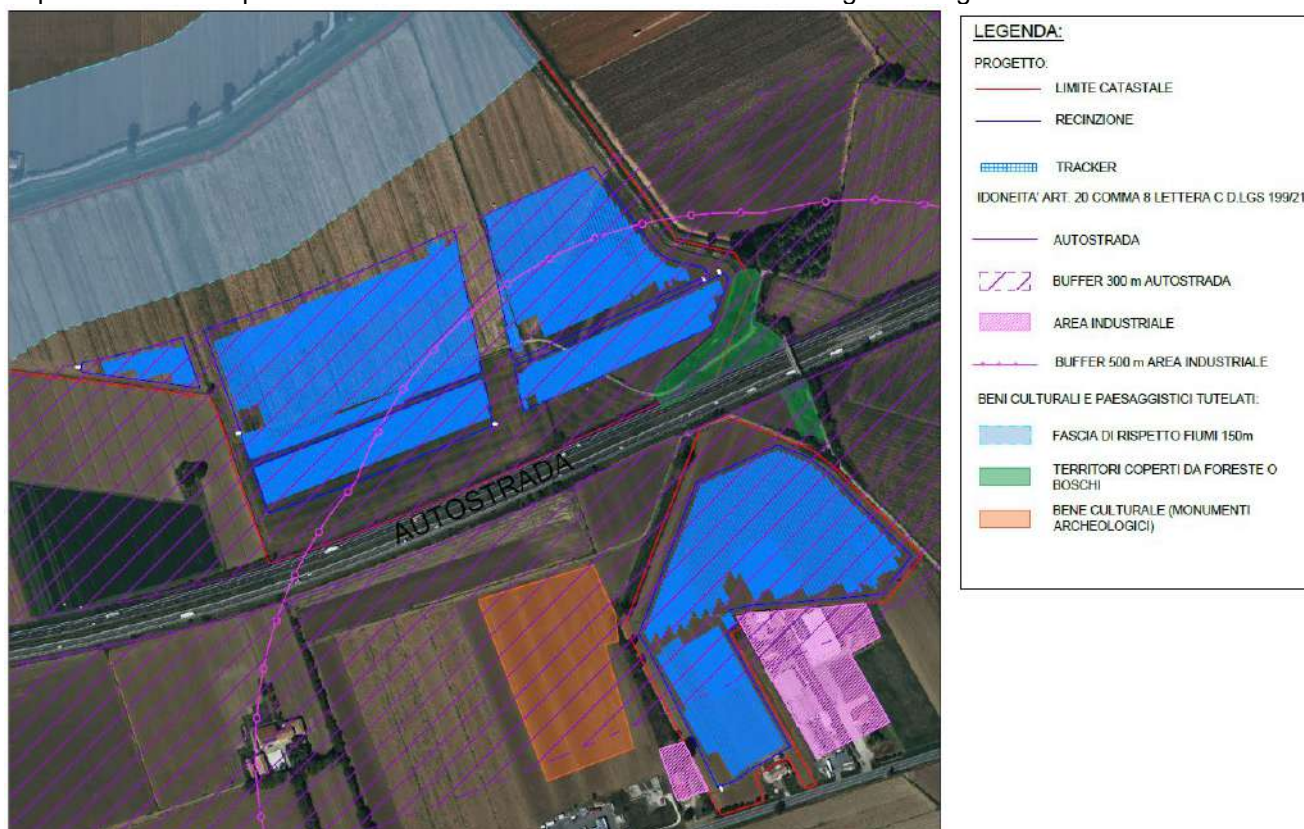 AUTOSTRADA
LEGENDA:
PROGETTO:
LIMITE CATASTALE
RECINZIONE
TRACKER
IDONEITA' ART. 20 COMMA 8 LETTERA C D.LGS 199/21
AUTOSTRADA
BUFFER 300 m AUTOSTRADA
AREA INDUSTRIALE
BUFFER 500 m AREA INDUSTRIALE
BENI CULTURALI E PAESAGGISTICI TUTELATI:
FASCIA DI RISPETTO FIUMI 150m
TERRITORI COPERTI DA FORESTE O
BOSCHI
BENE CULTURALE (MONUMENTI
ARCHEOLOGICI)